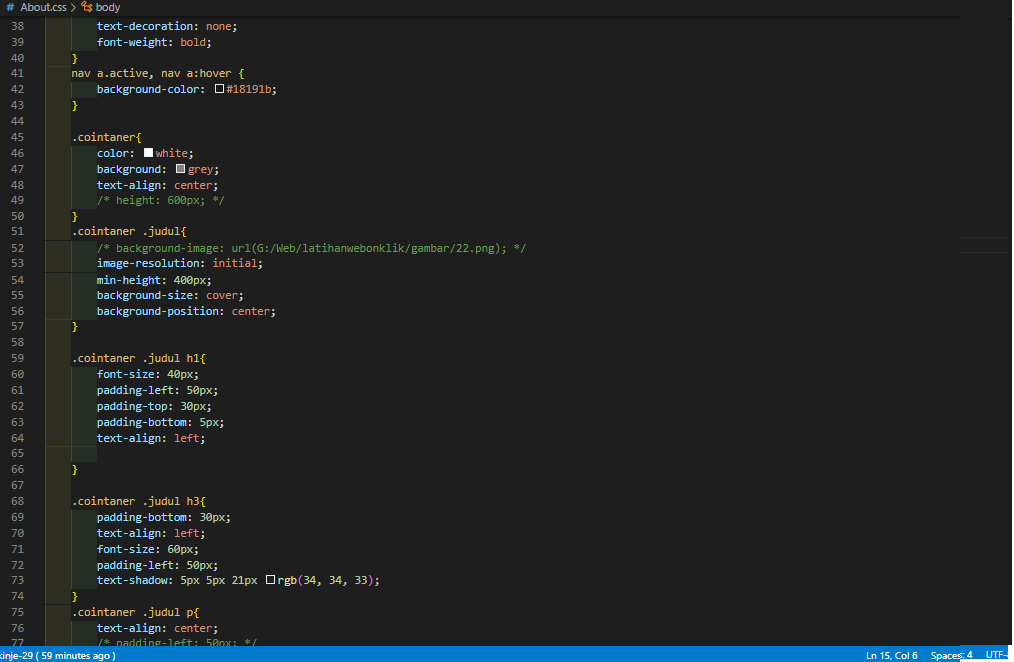 # About.css > body
38 text-decoration: none;
39 font-weight: bold;
40 }
41 nav a.active, nav a:hover {
42 background-color: #18191b;
43 }
44
45 .cointaner{
46 color: white;
47 background: grey;
48 text-align: center;
49 /* height: 600px; */
50 }
51 .cointaner .judul{
52 /* background-image: url(G:/Web/latihanwebonklik/gambar/22.png); */
53 image-resolution: initial;
54 min-height: 400px;
55 background-size: cover;
56 background-position: center;
57 }
58
59 .cointaner .judul h1{
60 font-size: 40px;
61 padding-left: 50px;
62 padding-top: 30px;
63 padding-bottom: 5px;
64 text-align: left;
65
66 }
67
68 .cointaner .judul h3{
69 padding-bottom: 30px;
70 text-align: left;
71 font-size: 60px;
72 padding-left: 50px;
73 text-shadow: 5px 5px 21px rgb(34, 34, 33);
74 }
75 .cointaner .judul p{
76 text-align: center;
77 /* padding-left: 50px; */
kinje-29 ( 59 minutes ago ) Ln 15, Col 6 Spaces: 4 UTF-